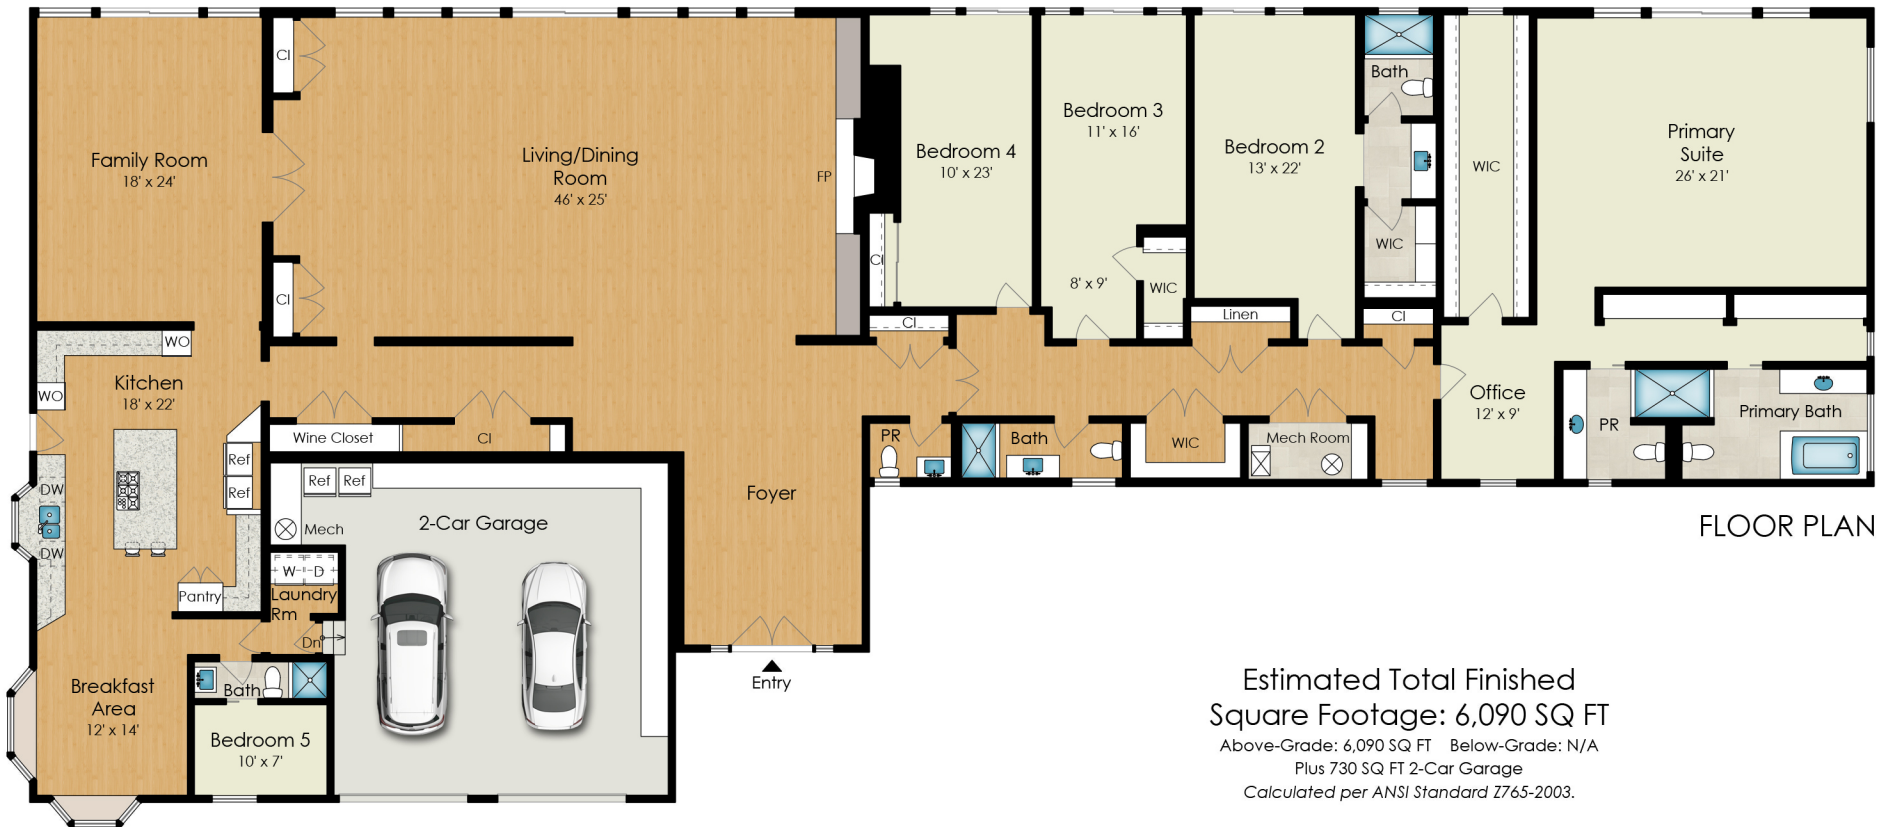 Cl
Family Room
18' x 24'
Living/Dining
Room
46' x 25'
FP
Cl
Bedroom 4
10' x 23'
Cl
Bedroom 3
11' x 16'
8' x 9'
WIC
Bedroom 2
13' x 22'
Bath
WIC
WIC
Primary
Suite
26' x 21'
WO
WO
Kitchen
18' x 22'
Wine Closet
Cl
Cl
Linen
Cl
Office
12' x 9'
PR
Primary Bath
PR
Bath
WIC
Mech Room
Ref
Ref
DW
DW
Pantry
Ref
Ref
Mech
2-Car Garage
Foyer
W
D
Laundry
Rm
Dn
Entry
Breakfast
Area
12' x 14'
Bath
Bedroom 5
10' x 7'
FLOOR PLAN
Estimated Total Finished
Square Footage: 6,090 SQ FT
Above-Grade: 6,090 SQ FT Below-Grade: N/A
Plus 730 SQ FT 2-Car Garage
Calculated per ANSI Standard Z765-2003.